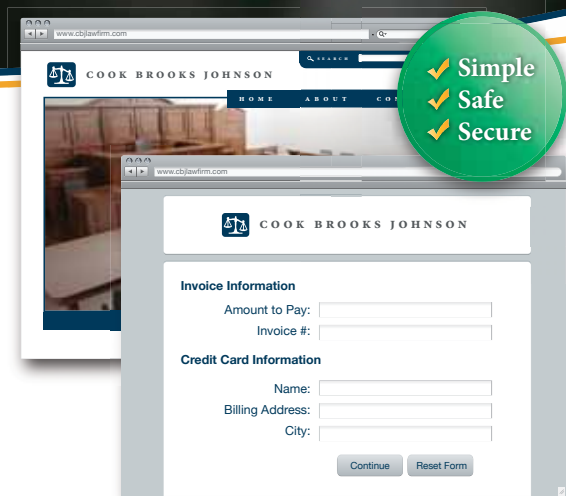 www.cbjlawfirm.com
SEARCH
COOK BROOKS JOHNSON
HOME ABOUT
Simple
Safe
Secure
www.cbjlawfirm.com
COOK BROOKS JOHNSON
Invoice Information
Amount to Pay:
Invoice #:
Credit Card Information
Name:
Billing Address:
City:
Continue Reset Form